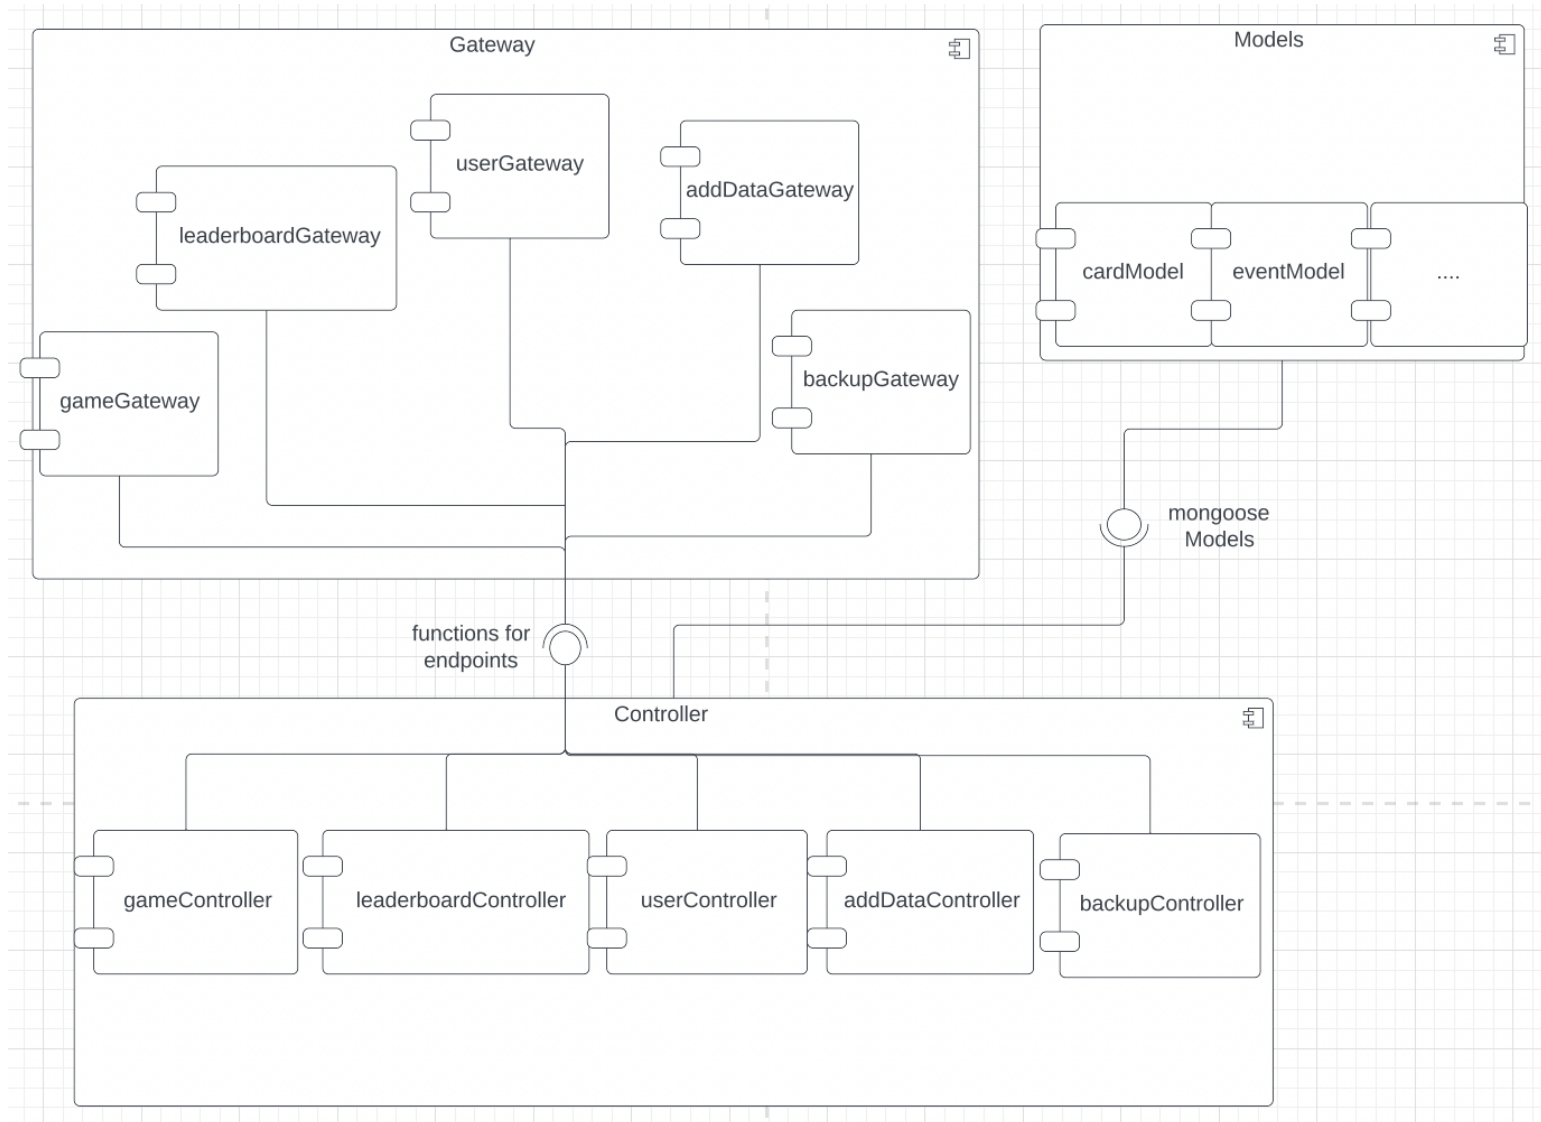 Gateway
Models
userGateway
addDataGateway
leaderboardGateway
cardModel
eventModel
....
backupGateway
gameGateway
mongoose
Models
functions for
endpoints
Controller
gameController
leaderboardController
userController
addDataController
backupController